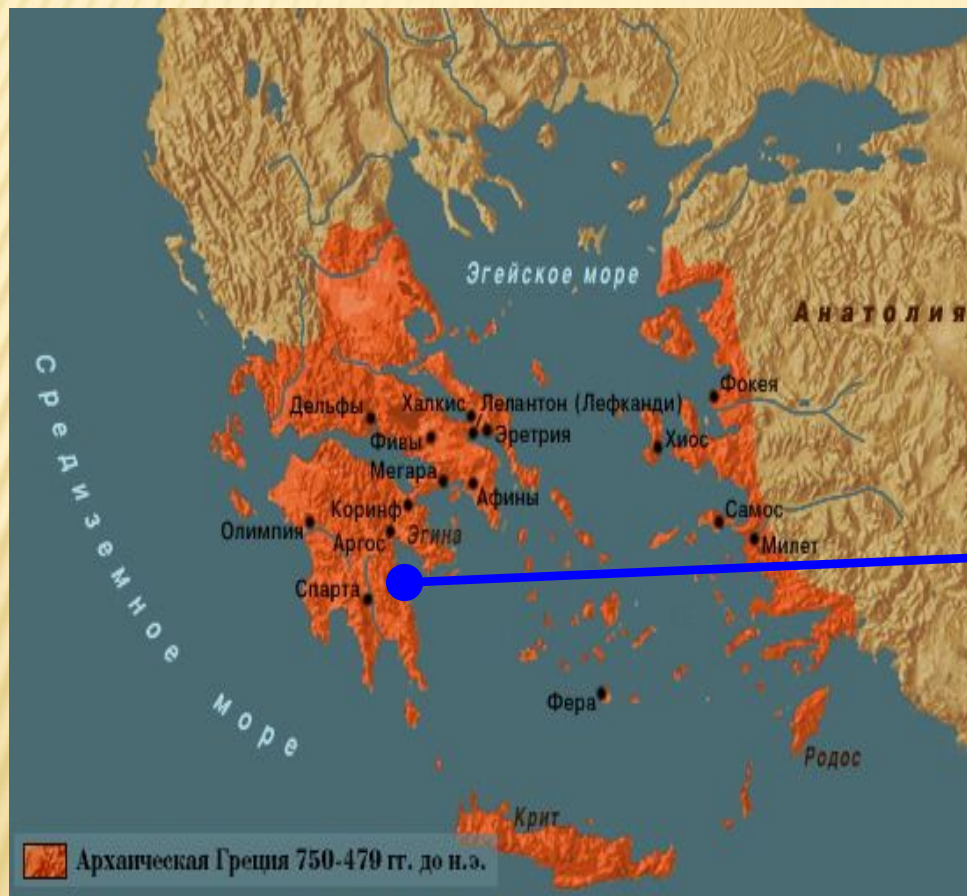 Эгейское море
Анатолия
Средиземное море
Фокея
Дельфы
Халкис
Лелантон (Лефканди)
Фивы
Эретрия
Хиос
Мегара
Афины
Коринф
Эгина
Самос
Олимпия
Аргос
Милет
Спарта
Фера
Родос
Крит
Архаическая Греция 750-479 гг. до н.э.